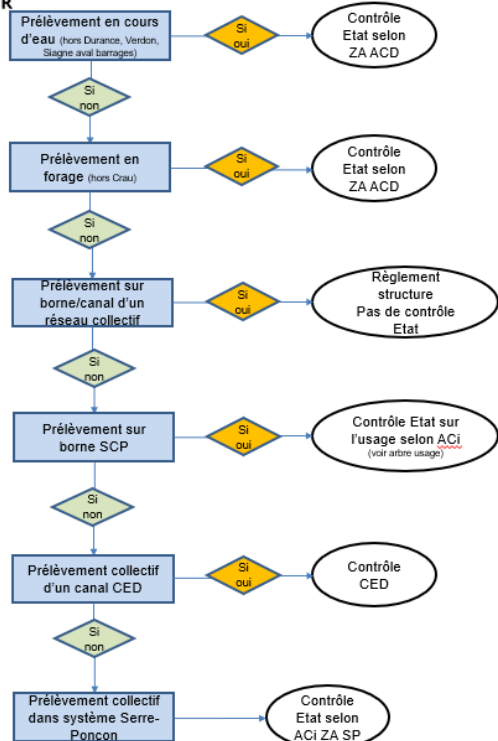 R
Prélèvement en cours
d'eau (hors Durance, Verdon,
Siagne aval barrages)
Si
oui
Contrôle
Etat selon
ZA ACD
Si
non
Prélèvement en
forage (hors Crau)
Si
oui
Contrôle
Etat selon
ZA ACD
Si
non
Prélèvement sur
borne/canal d'un
réseau collectif
Si
oui
Règlement
structure
Pas de contrôle
Etat
Si
non
Prélèvement sur
borne SCP
Si
oui
Contrôle Etat sur
l'usage selon ACi
(voir arbre usage)
Si
non
Prélèvement collectif
d'un canal CED
Si
oui
Contrôle
CED
Si
non
Prélèvement collectif
dans système Serre-
Ponçon
Contrôle
Etat selon
ACi ZA SP